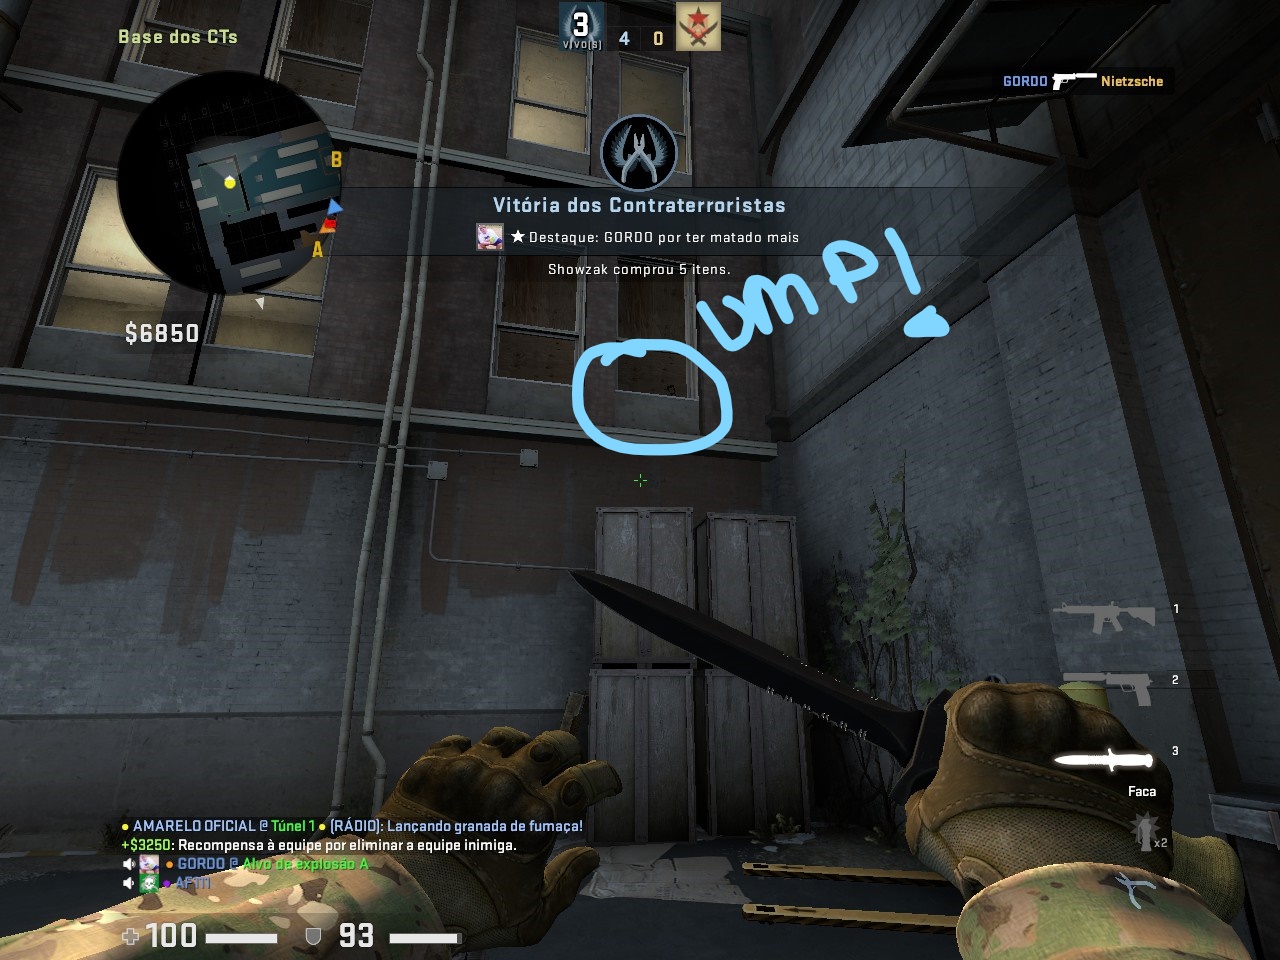 Base dos CTs
3
VIVO(S)
4 0
GORDO Nietzsche
B
A
Vitória dos Contraterroristas
★ Destaque: GORDO por ter matado mais
Showzak comprou 5 itens.
UMP!
$6850
1
2
3
Faca
x2
AMARELO OFICIAL @ Túnel 1 ● (RÁDIO): Lançando granada de fumaça!
+$3250: Recompensa à equipe por eliminar a equipe inimiga.
GORDO @ Alvo de explosão A
100 93